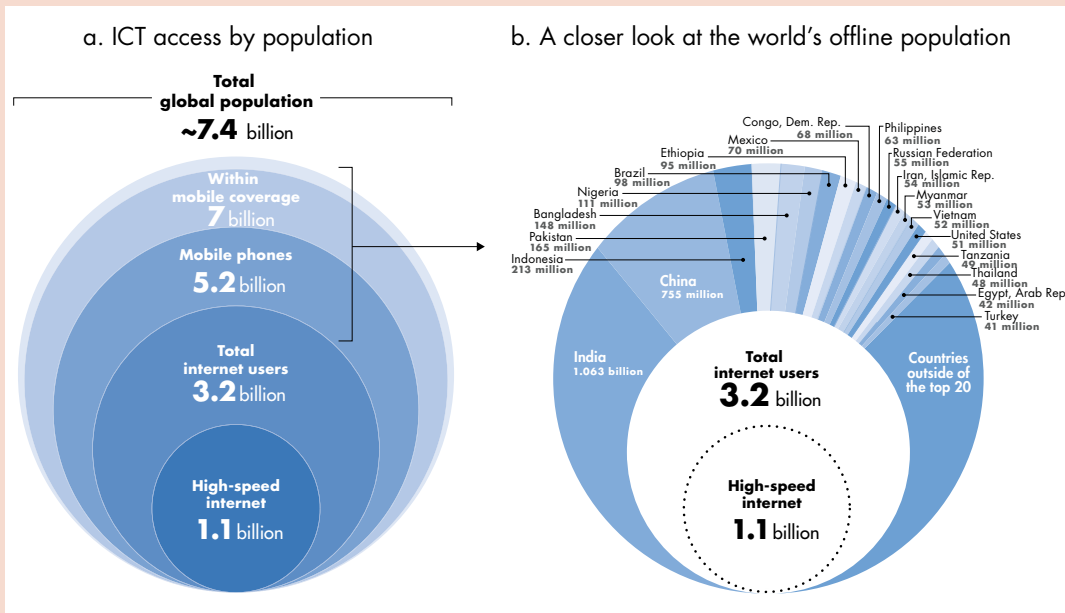 a. ICT access by population
Total
global population
~7.4 billion
Within
mobile coverage
7 billion
Mobile phones
5.2 billion
Total
internet users
3.2 billion
High-speed
internet
1.1 billion
b. A closer look at the world's offline population
Congo, Dem. Rep.
68 million
Mexico
70 million
Ethiopia
95 million
Brazil
98 million
Nigeria
111 million
Bangladesh
148 million
Pakistan
165 million
Indonesia
213 million
China
755 million
India
1.063 billion
Philippines
63 million
Russian Federation
55 million
Iran, Islamic Rep.
54 million
Myanmar
53 million
Vietnam
52 million
United States
51 million
Tanzania
49 million
Thailand
48 million
Egypt, Arab Rep
42 million
Turkey
41 million
Countries
outside of
the top 20
Total
internet users
3.2 billion
High-speed
internet
1.1 billion